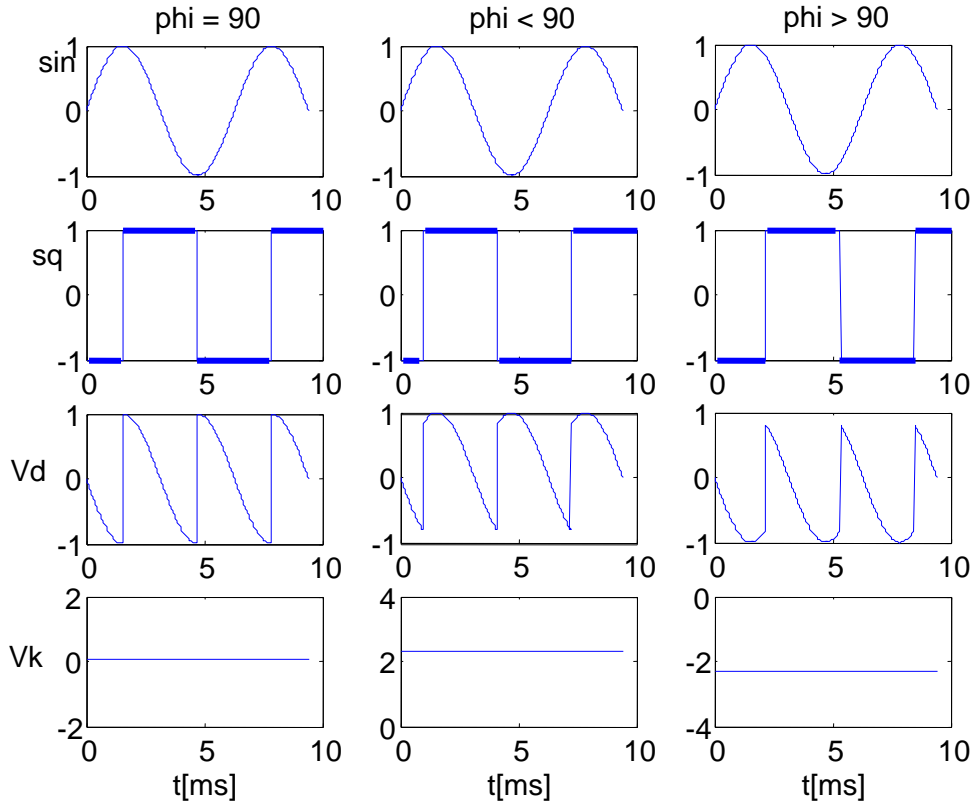 phi = 90 phi < 90 phi > 90
sin 1 0 -1 0 5 10
1 0 -1 0 5 10
1 0 -1 0 5 10
sq 1 0 -1 0 5 10
1 0 -1 0 5 10
1 0 -1 0 5 10
Vd 1 0 -1 0 5 10
1 0 -1 0 5 10
1 0 -1 0 5 10
Vk 2 0 -2 0 5 10
4 2 0 0 5 10
0 -2 -4 0 5 10
t[ms] t[ms] t[ms]